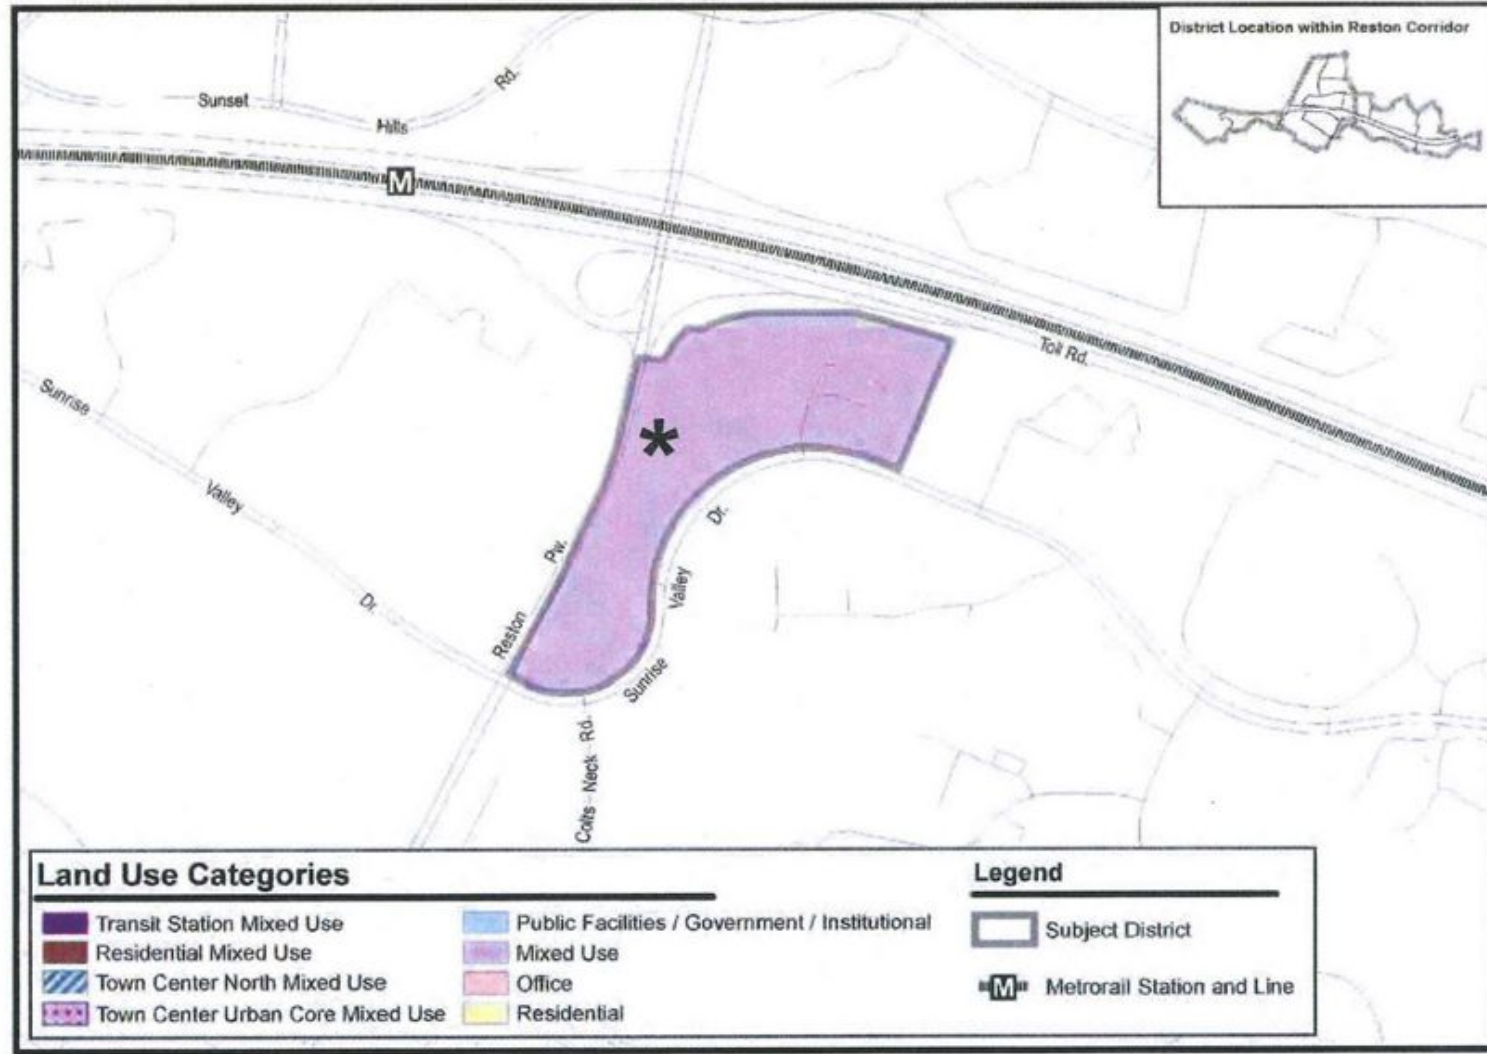 District Location within Reston Corridor
Rd.
Sunset
Hills
M
Toll Rd.
Sunrise
*
Valley
Dr.
Pw.
Valley
Dr.
Reston
Sunrise
Colts Neck Rd.
Land Use Categories
Transit Station Mixed Use
Residential Mixed Use
Town Center North Mixed Use
Town Center Urban Core Mixed Use
Public Facilities / Government / Institutional
Mixed Use
Office
Residential
Legend
Subject District
M Metrorail Station and Line